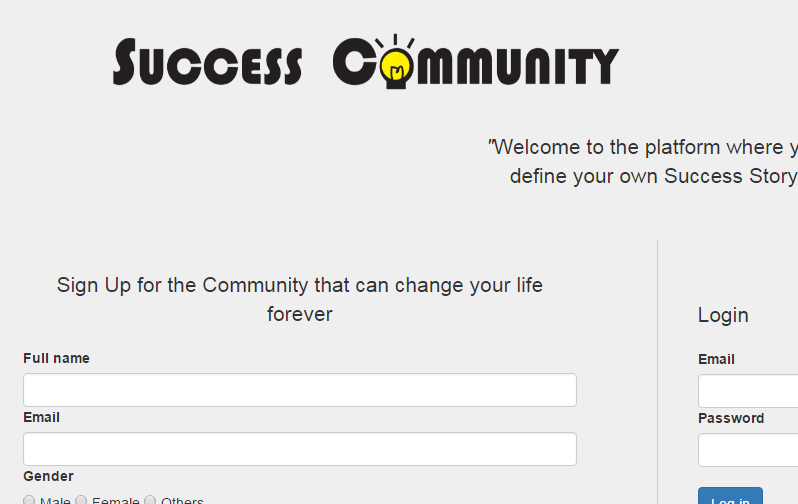 Success Community
"Welcome to the platform where
define your own Success Story
Sign Up for the Community that can change your life
forever
Login
Full name
Email
Email
Password
Gender
Male Female Others
Log in